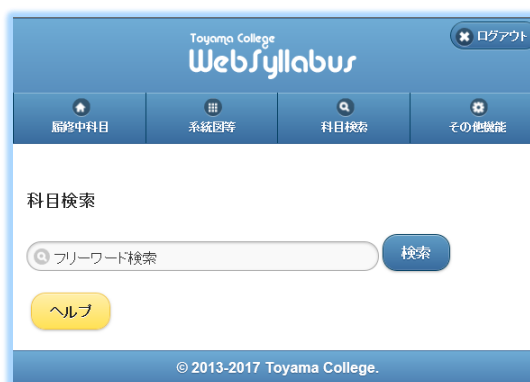 Toyama College
WebSyllabus
ログアウト
履修中科目
系統図等
科目検索
その他機能
科目検索
フリーワード検索
検索
ヘルプ
© 2013-2017 Toyama College.